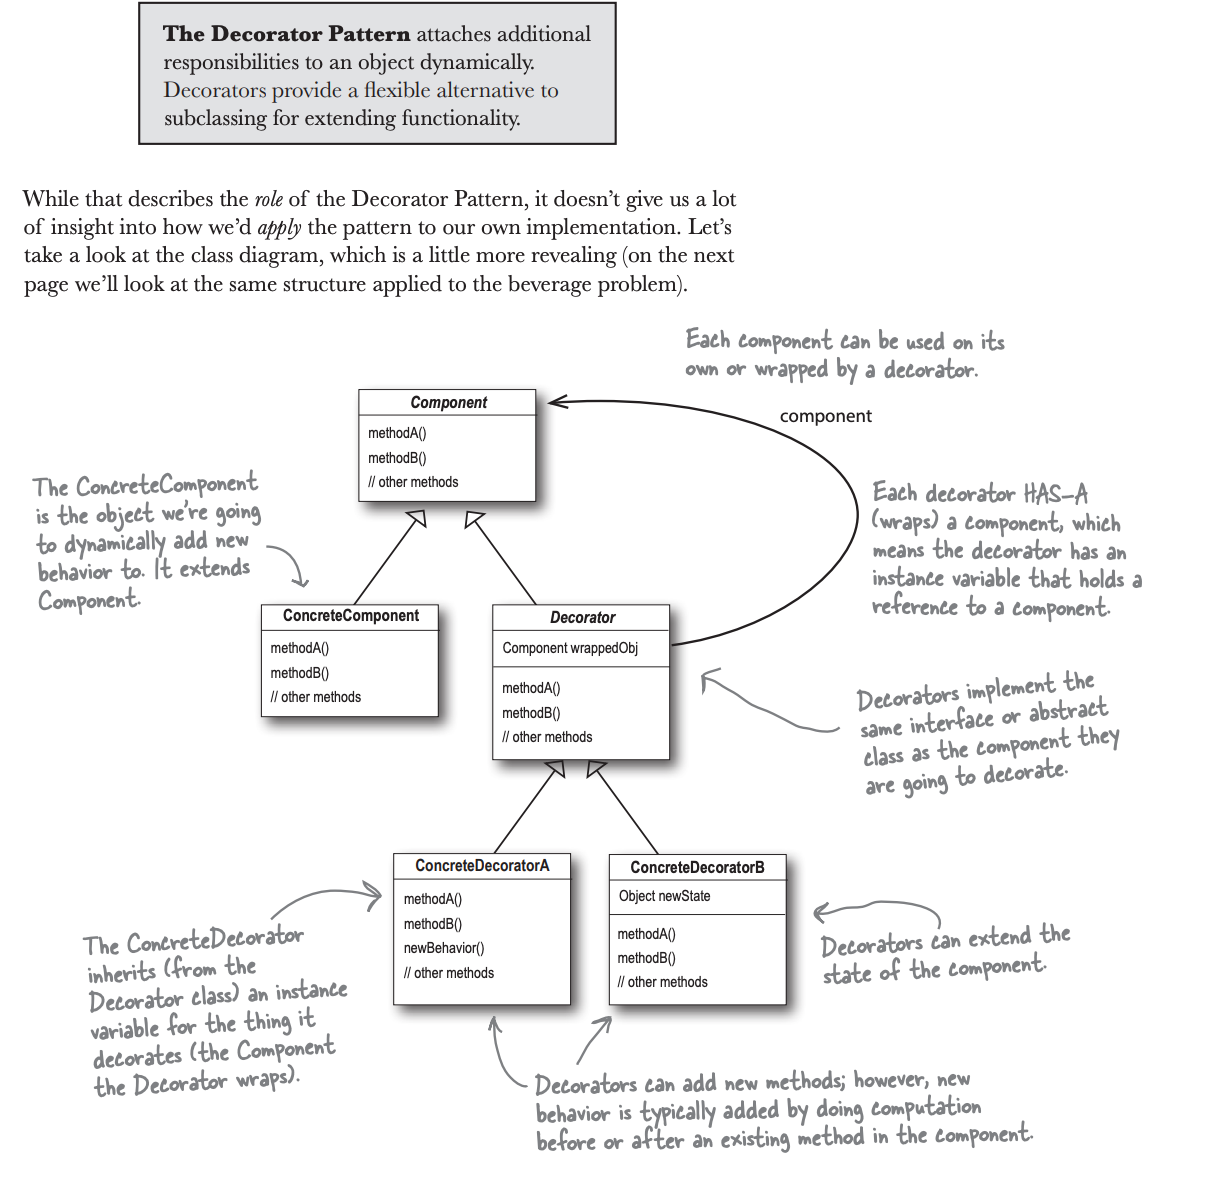 The Decorator Pattern attaches additional
responsibilities to an object dynamically.
Decorators provide a flexible alternative to
subclassing for extending functionality.
While that describes the role of the Decorator Pattern, it doesn’t give us a lot
of insight into how we’d apply the pattern to our own implementation. Let’s
take a look at the class diagram, which is a little more revealing (on the next
page we’ll look at the same structure applied to the beverage problem).
Each component can be used on its
own or wrapped by a decorator.
Component
methodA()
methodB()
// other methods
component
The ConcreteComponent
is the object we’re going
to dynamically add new
behavior to. It extends
Component.
Each decorator HAS-A
(wraps) a component, which
means the decorator has an
instance variable that holds a
reference to a component.
ConcreteComponent
methodA()
methodB()
// other methods
Decorator
Component wrappedObj
methodA()
methodB()
// other methods
Decorators implement the
same interface or abstract
class as the component they
are going to decorate.
ConcreteDecoratorA
methodA()
methodB()
newBehavior()
// other methods
ConcreteDecoratorB
Object newState
methodA()
methodB()
// other methods
The ConcreteDecorator
inherits (from the
Decorator class) an instance
variable for the thing it
decorates (the Component
the Decorator wraps).
Decorators can extend the
state of the component.
Decorators can add new methods; however, new
behavior is typically added by doing computation
before or after an existing method in the component.